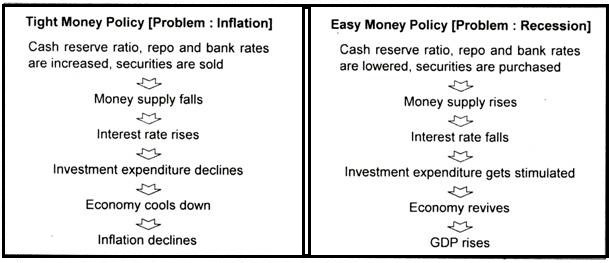 Tight Money Policy [Problem : Inflation]
Cash reserve ratio, repo and bank rates
are increased, securities are sold
Money supply falls
Interest rate rises
Investment expenditure declines
Economy cools down
Inflation declines
Easy Money Policy [Problem : Recession]
Cash reserve ratio, repo and bank rates
are lowered, securities are purchased
Money supply rises
Interest rate falls
Investment expenditure gets stimulated
Economy revives
GDP rises